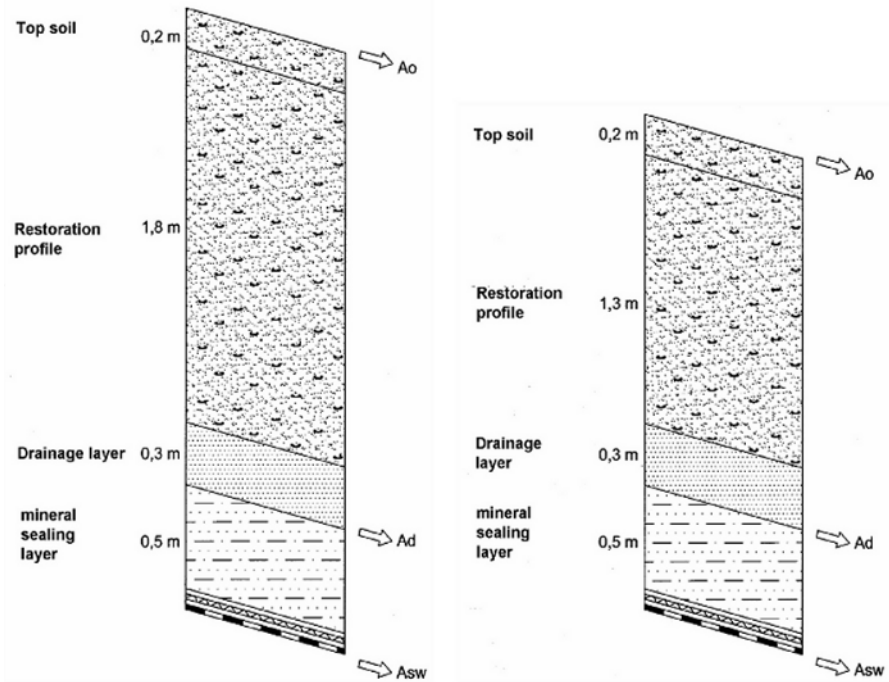 Top soil
0,2 m
Ao
Restoration
profile
1,8 m
Drainage layer
0,3 m
mineral
sealing
layer
0,5 m
Ad
Asw
Top soil
0,2 m
Ao
Restoration
profile
1,3 m
Drainage
layer
0,3 m
mineral
sealing
layer
0,5 m
Ad
Asw